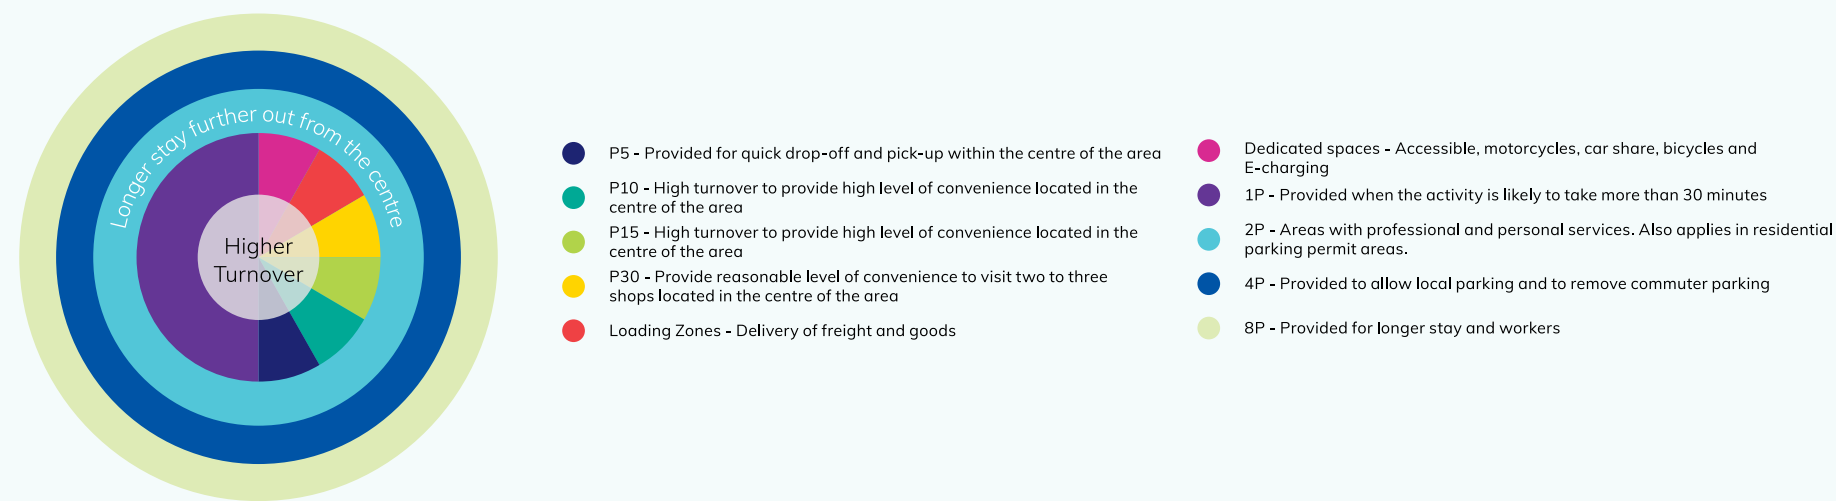 Longer stay further out from the centre
Higher
Turnover
P5 - Provided for quick drop-off and pick-up within the centre of the area
P10 - High turnover to provide high level of convenience located in the
centre of the area
P15 - High turnover to provide high level of convenience located in the
centre of the area
P30 - Provide reasonable level of convenience to visit two to three
shops located in the centre of the area
Loading Zones - Delivery of freight and goods
Dedicated spaces - Accessible, motorcycles, car share, bicycles and
E-charging
1P - Provided when the activity is likely to take more than 30 minutes
2P - Areas with professional and personal services. Also applies in residential
parking permit areas.
4P - Provided to allow local parking and to remove commuter parking
8P - Provided for longer stay and workers